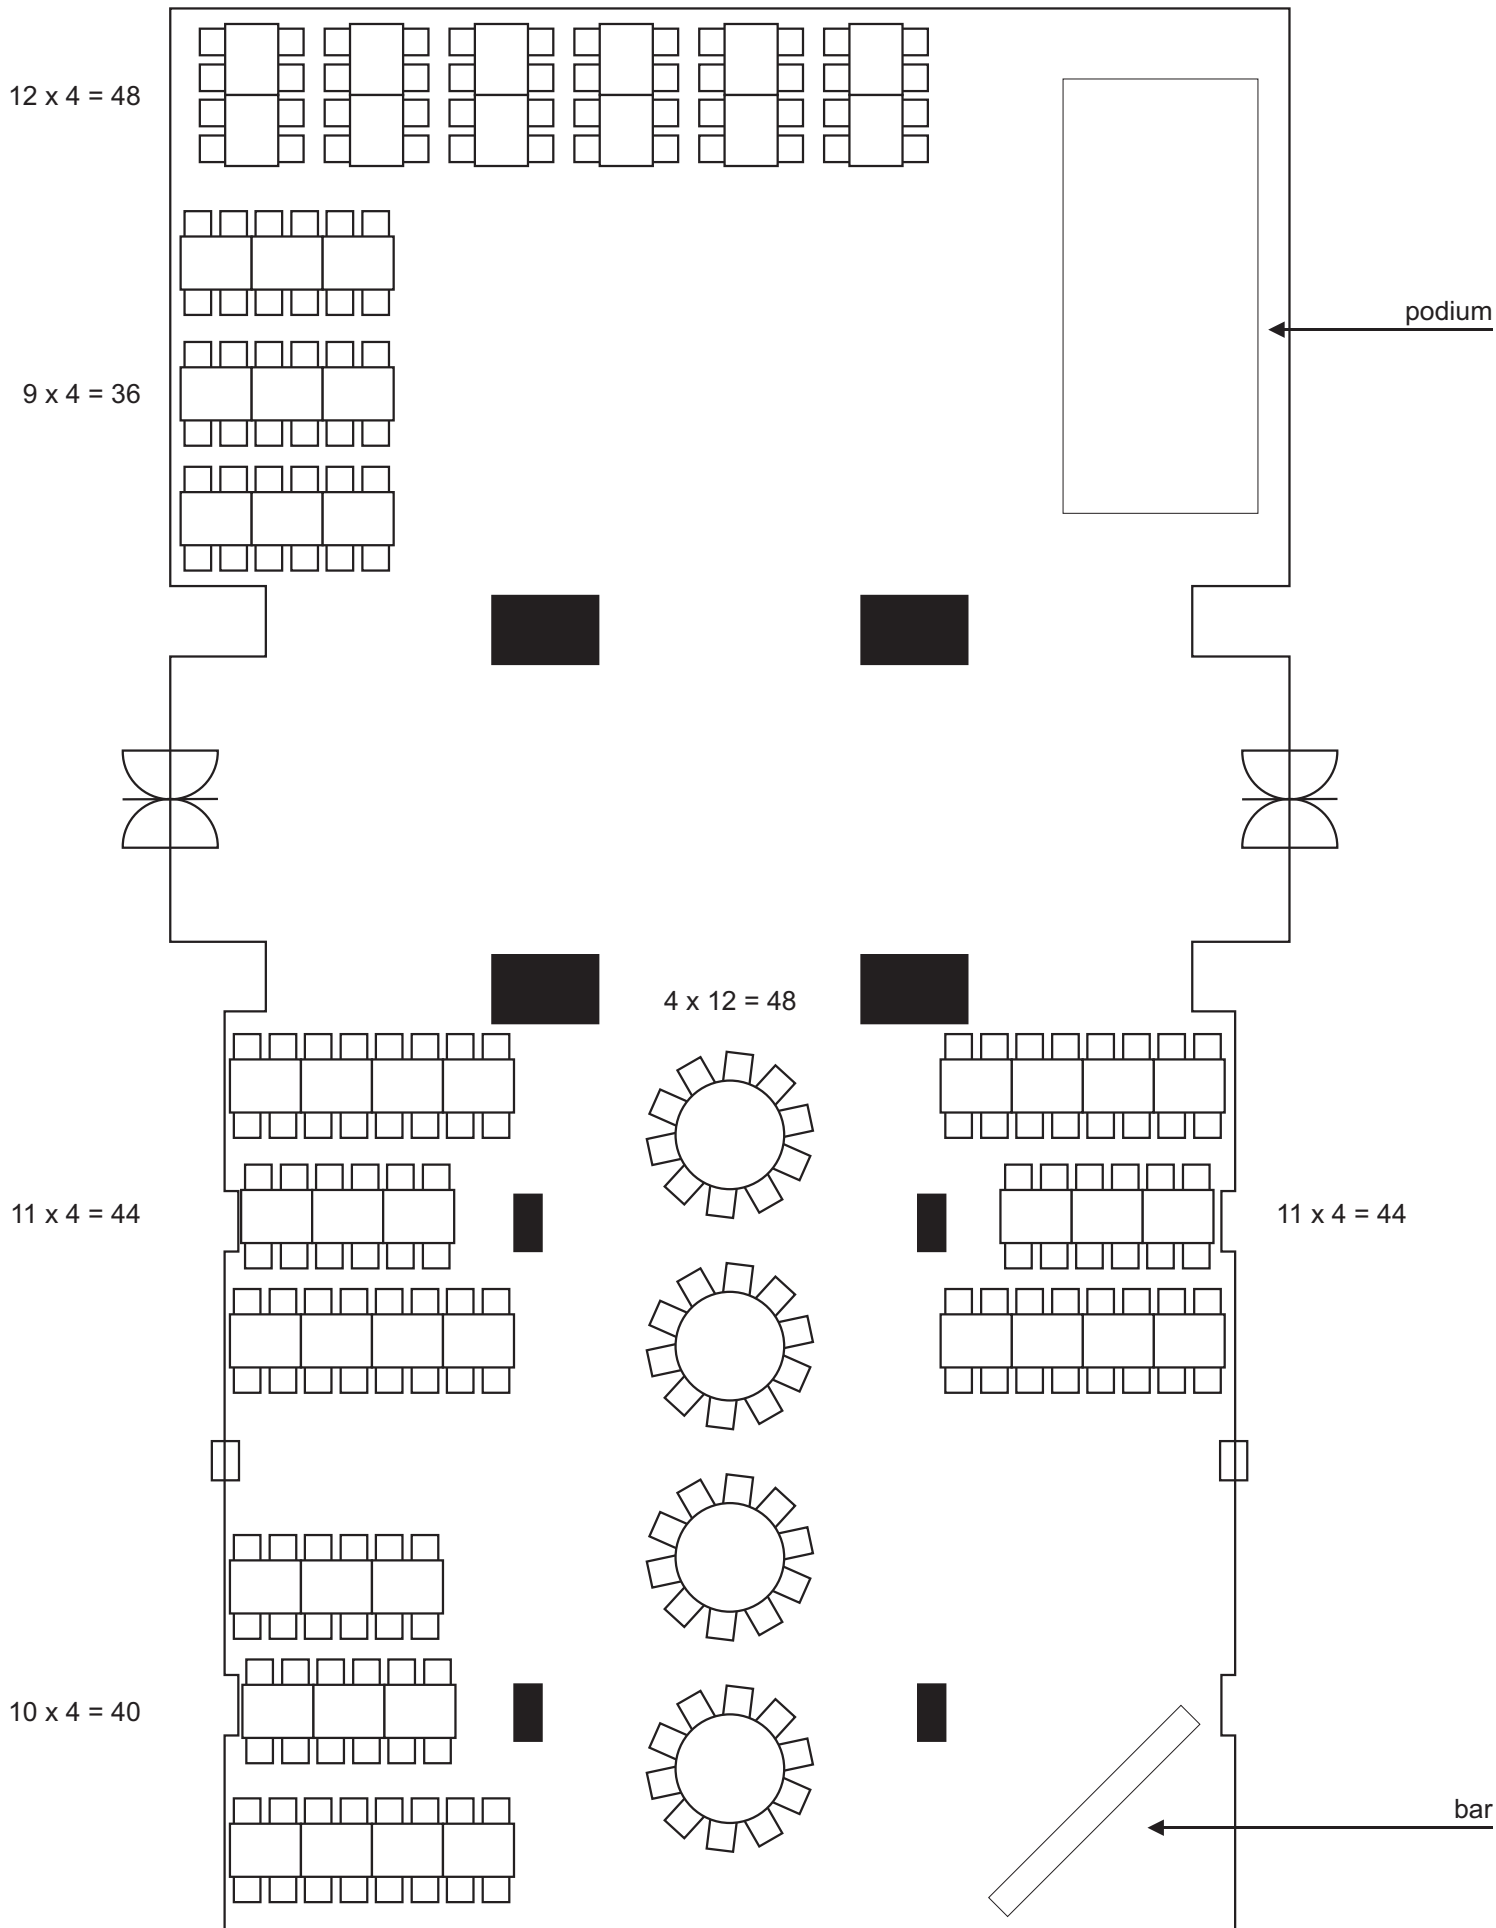 12 x 4 = 48
podium
9 x 4 = 36
4 x 12 = 48
11 x 4 = 44
11 x 4 = 44
10 x 4 = 40
bar